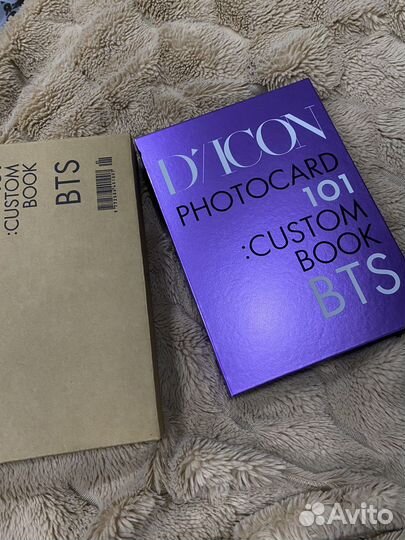 :CUSTOM
BOOK
BTS
D'/ICON
PHOTOCARD
101
:CUSTOM
BOOK
BTS
Avito